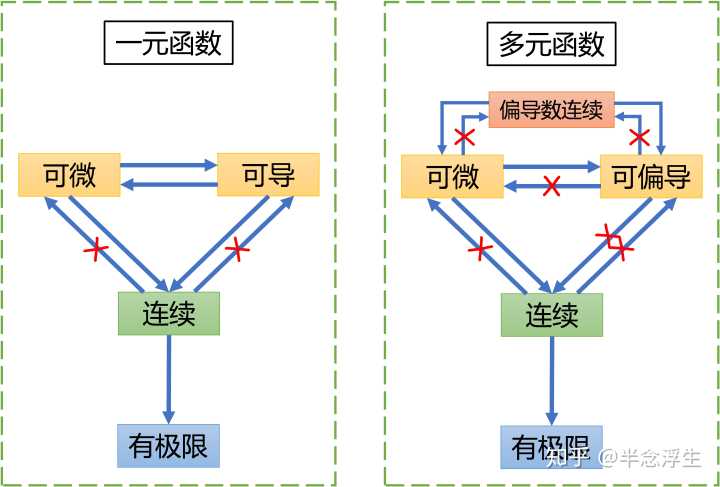 一元函数
可微
可导
连续
有极限
多元函数
偏导数连续
可微
可偏导
连续
有极限
知乎 @半念浮生